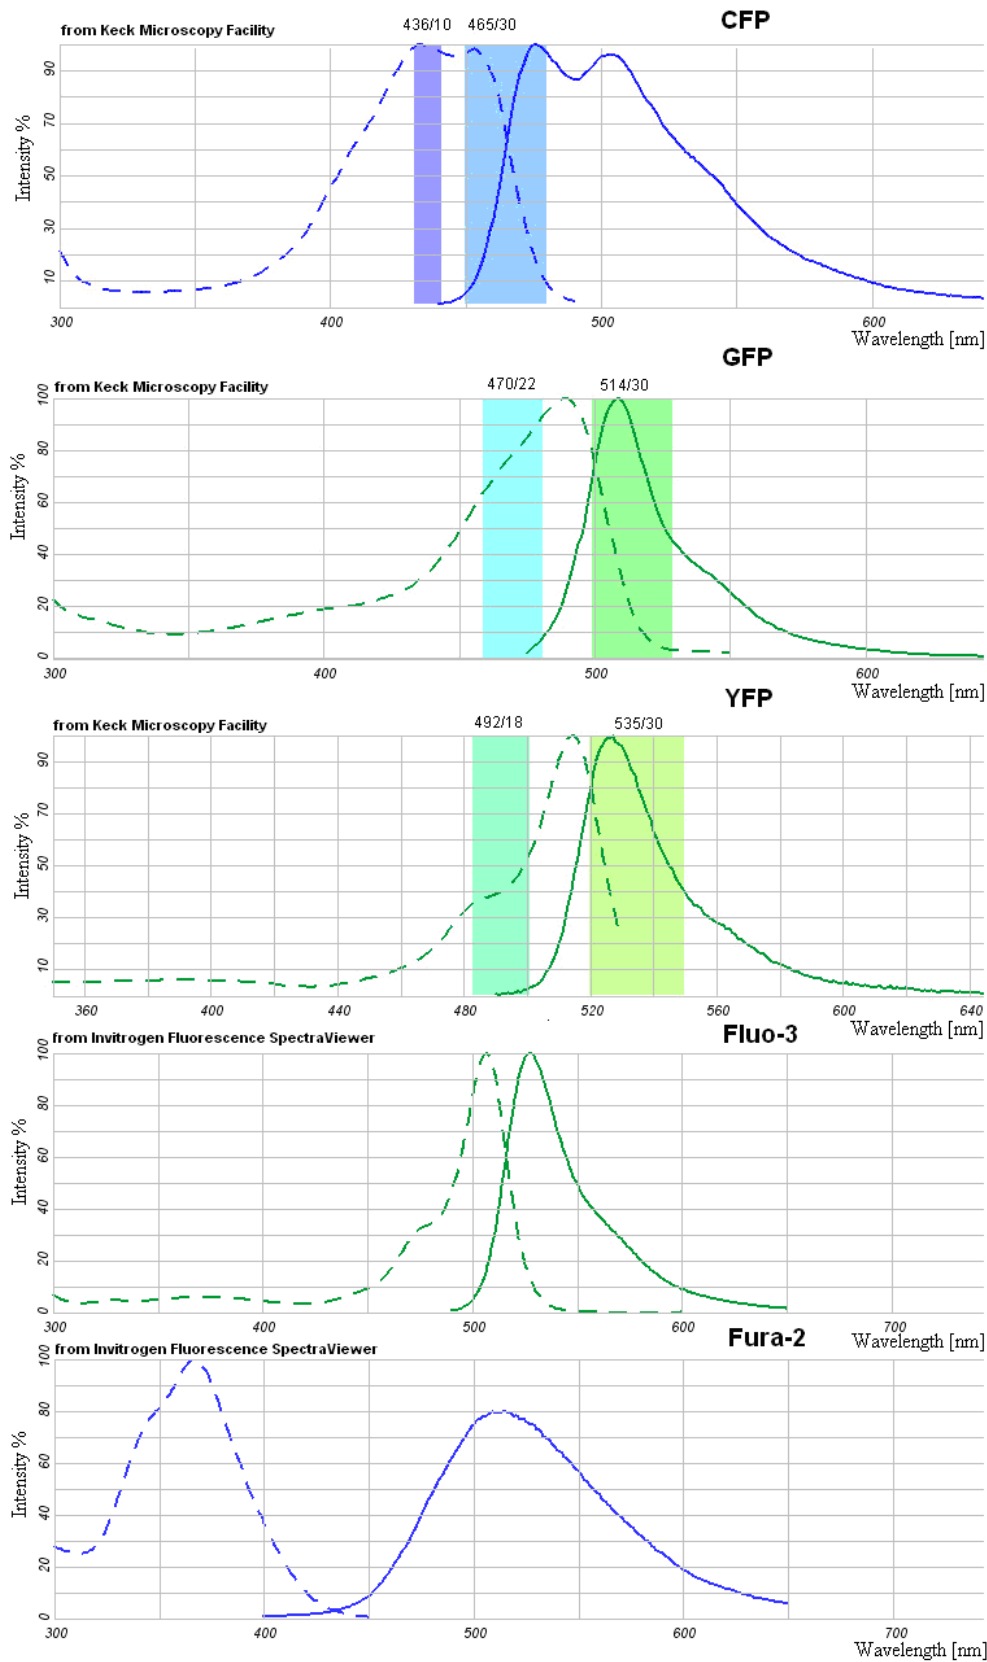 436/10 465/30 CFP
from Keck Microscopy Facility
Intensity %
90
70
50
30
10
300 400 500 600
Wavelength [nm]
GFP
from Keck Microscopy Facility 470/22 514/30
Intensity %
100
80
60
40
20
0
300 400 500 600
Wavelength [nm]
YFP
from Keck Microscopy Facility 492/18 535/30
Intensity %
90
70
50
30
10
360 400 440 480 520 560 600 640
Wavelength [nm]
Fluo-3
from Invitrogen Fluorescence SpectraViewer
Intensity %
100
80
60
40
20
0
300 400 500 600 700
Wavelength [nm]
Fura-2
from Invitrogen Fluorescence SpectraViewer
Intensity %
100
80
60
40
20
0
300 400 500 600 700
Wavelength [nm]